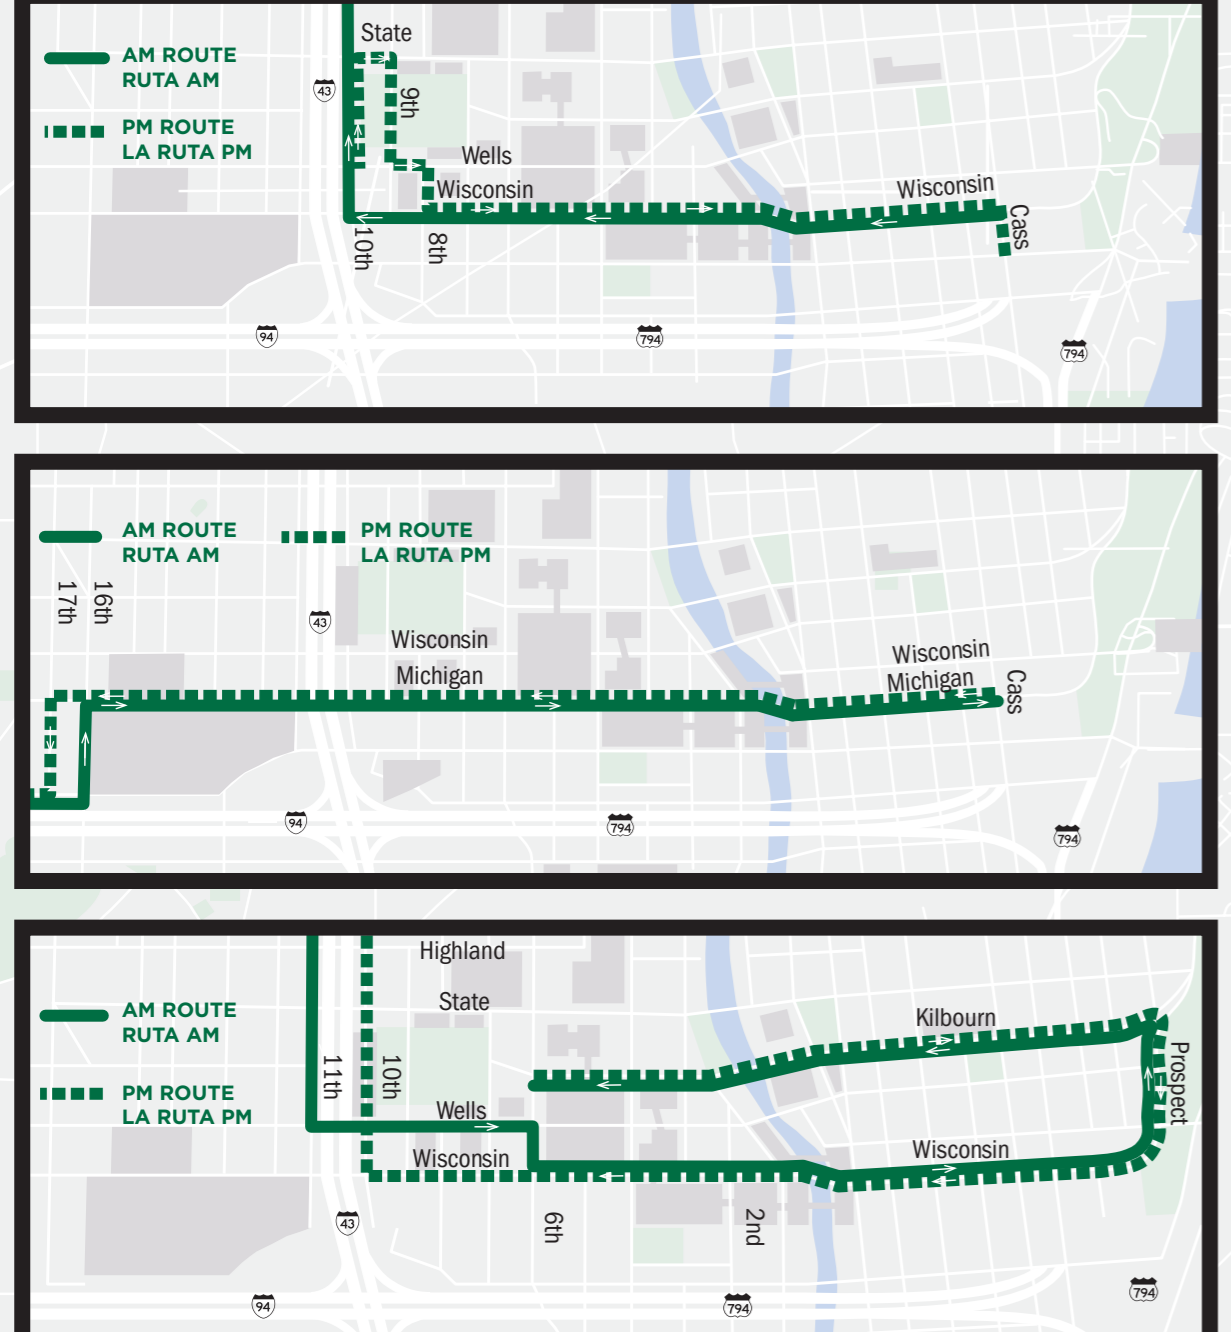 State
AM ROUTE
RUTA AM
43
9th
PM ROUTE
LA RUTA PM
Wells
Wisconsin
Wisconsin
Cass
10th
8th
94
794
794
AM ROUTE
RUTA AM
PM ROUTE
LA RUTA PM
17th
16th
43
Wisconsin
Michigan
Wisconsin
Michigan
Cass
94
794
794
Highland
State
AM ROUTE
RUTA AM
Kilbourn
11th
10th
Prospect
PM ROUTE
LA RUTA PM
Wells
Wisconsin
Wisconsin
6th
2nd
43
94
794
794